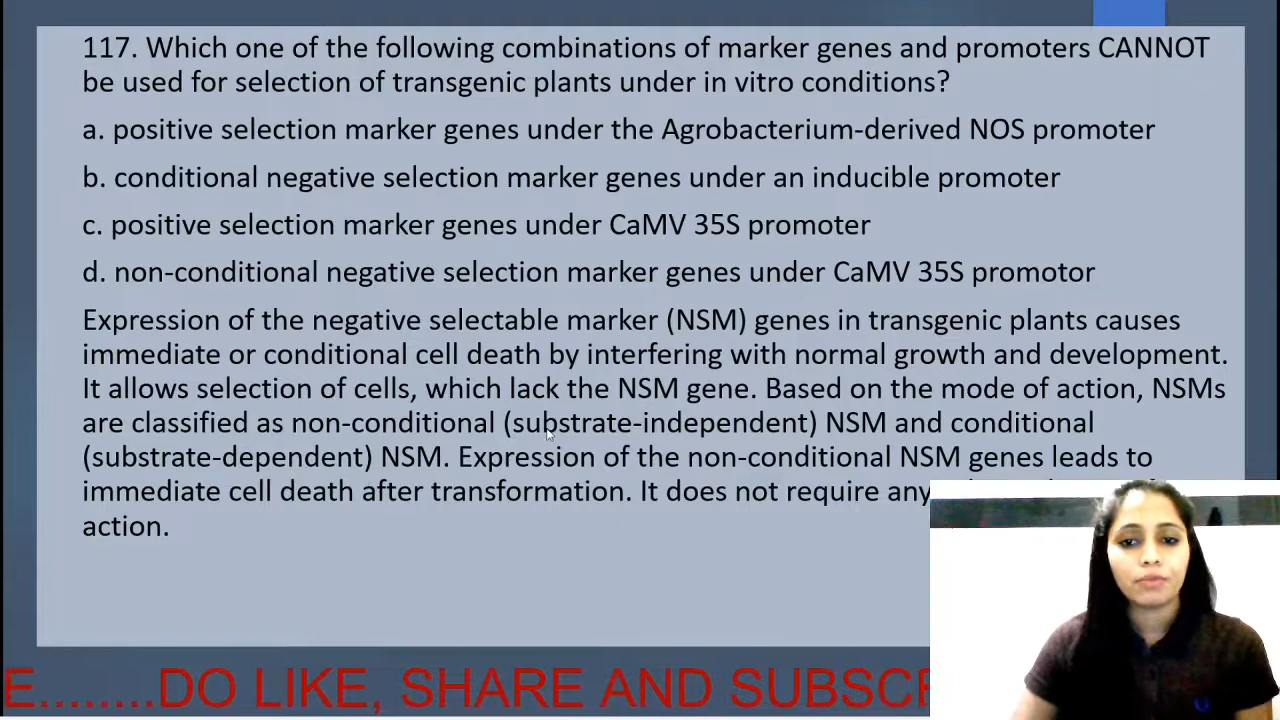 117. Which one of the following combinations of marker genes and promoters CANNOT
be used for selection of transgenic plants under in vitro conditions?
a. positive selection marker genes under the Agrobacterium-derived NOS promoter
b. conditional negative selection marker genes under an inducible promoter
c. positive selection marker genes under CaMV 35S promoter
d. non-conditional negative selection marker genes under CaMV 35S promotor
Expression of the negative selectable marker (NSM) genes in transgenic plants causes
immediate or conditional cell death by interfering with normal growth and development.
It allows selection of cells, which lack the NSM gene. Based on the mode of action, NSMs
are classified as non-conditional (substrate-independent) NSM and conditional
(substrate-dependent) NSM. Expression of the non-conditional NSM genes leads to
immediate cell death after transformation. It does not require any
action.
E........DO LIKE, SHARE AND SUBSC